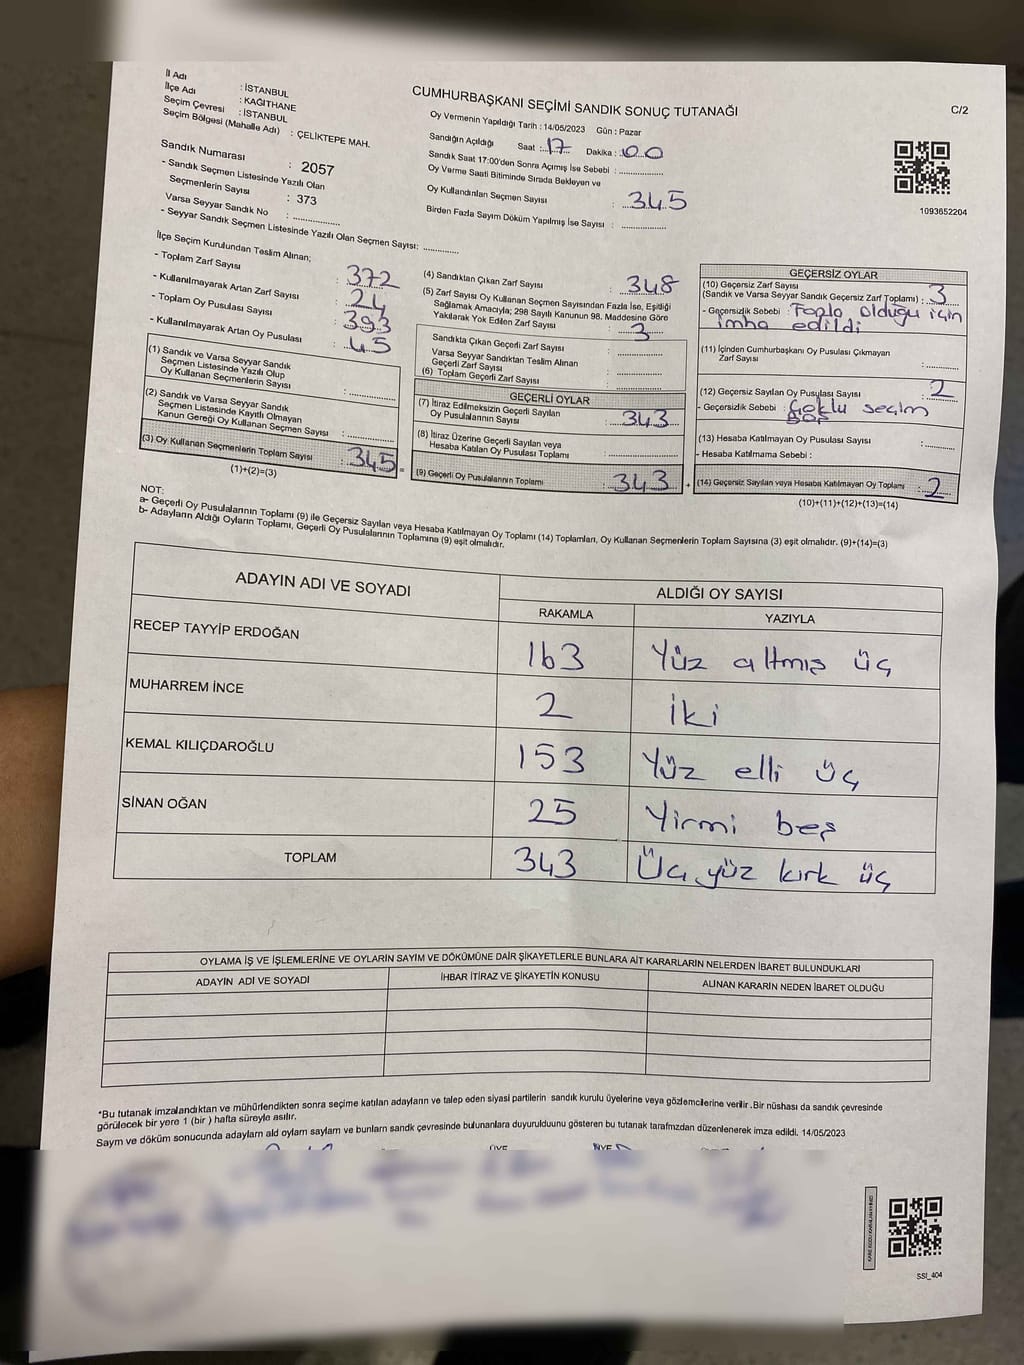 İl Adı : İSTANBUL
İlçe Adı : KAĞITHANE
Seçim Çevresi : İSTANBUL
Seçim Bölgesi (Mahalle Adı) : ÇELİKTEPE MAH.
Sandık Numarası : 2057
- Sandık Seçmen Listesinde Yazılı Olan
Seçmenlerin Sayısı : 373
Varsa Seyyar Sandık No : ...................
- Seyyar Sandık Seçmen Listesinde Yazılı Olan Seçmen Sayısı: ..............
CUMHURBAŞKANI SEÇİMİ SANDIK SONUÇ TUTANAĞI
C/2
Oy Vermenin Yapıldığı Tarih : 14/05/2023 Gün : Pazar
Sandığın Açıldığı Saat : 17 Dakika : 00
Sandık Saat 17:00'den Sonra Açımış İse Sebebi : .................
Oy Verme Saati Bitiminde Sırada Bekleyen ve
Oy Kullandırılan Seçmen Sayısı : 345
Birden Fazla Sayım Döküm Yapılmış İse Sayısı : .................
1093652204
İlçe Seçim Kurulundan Teslim Alınan;
- Toplam Zarf Sayısı : 372
- Kullanılmayarak Artan Zarf Sayısı : 24
- Toplam Oy Pusulası Sayısı : 393
- Kullanılmayarak Artan Oy Pusulası : 45
(1) Sandık ve Varsa Seyyar Sandık
Seçmen Listesinde Yazılı Olup
Oy Kullanan Seçmenlerin Sayısı : .................
(2) Sandık ve Varsa Seyyar Sandık
Seçmen Listesinde Kayıtlı Olmayan
Kanun Gereği Oy Kullanan Seçmen Sayısı : .................
(3) Oy Kullanan Seçmenlerin Toplam Sayısı : 345 =
(1)+(2)=(3)
(4) Sandıktan Çıkan Zarf Sayısı : 348
(5) Zarf Sayısı Oy Kullanan Seçmen Sayısından Fazla İse, Eşitliği
Sağlamak Amacıyla; 298 Sayılı Kanunun 98. Maddesine Göre
Yakılarak Yok Edilen Zarf Sayısı : 3
Sandıkta Çıkan Geçerli Zarf Sayısı : .................
Varsa Seyyar Sandıktan Teslim Alınan
Geçerli Zarf Sayısı : .................
(6) Toplam Geçerli Zarf Sayısı : .................
GEÇERLİ OYLAR
(7) İtiraz Edilmeksizin Geçerli Sayılan
Oy Pusulalarının Sayısı : 343
(8) İtiraz Üzerine Geçerli Sayılan veya
Hesaba Katılan Oy Pusulası Toplamı : .................
(9) Geçerli Oy Pusulalarının Toplamı : 343 +
GEÇERSİZ OYLAR
(10) Geçersiz Zarf Sayısı
(Sandık ve Varsa Seyyar Sandık Geçersiz Zarf Toplamı) : 3
- Geçersizlik Sebebi : Fazla olduğu için
imha edildi
(11) İçinden Cumhurbaşkanı Oy Pusulası Çıkmayan
Zarf Sayısı : .................
(12) Geçersiz Sayılan Oy Pusulası Sayısı : 2
- Geçersizlik Sebebi : Çoklu seçim
(13) Hesaba Katılmayan Oy Pusulası Sayısı : .................
- Hesaba Katılmama Sebebi :
(14) Geçersiz Sayılan veya Hesaba Katılmayan Oy Toplamı : 2
(10)+(11)+(12)+(13)=(14)
NOT:
a- Geçerli Oy Pusulalarının Toplamı (9) ile Geçersiz Sayılan veya Hesaba Katılmayan Oy Toplamı (14) Toplamları, Oy Kullanan Seçmenlerin Toplam Sayısına (3) eşit olmalıdır. (9)+(14)=(3)
b- Adayların Aldığı Oyların Toplamı, Geçerli Oy Pusulalarının Toplamına (9) eşit olmalıdır.
ADAYIN ADI VE SOYADI ALDIĞI OY SAYISI
RAKAMLA YAZIYLA
RECEP TAYYİP ERDOĞAN 163 Yüz altmış üç
MUHARREM İNCE 2 İki
KEMAL KILIÇDAROĞLU 153 Yüz elli üç
SİNAN OĞAN 25 Yirmi beş
TOPLAM 343 Üç yüz kırk üç
OYLAMA İŞ VE İŞLEMLERİNE VE OYLARIN SAYIM VE DÖKÜMÜNE DAİR ŞİKAYETLERLE BUNLARA AİT KARARLARIN NELERDEN İBARET BULUNDUKLARI
ADAYIN ADI VE SOYADI İHBAR İTİRAZ VE ŞİKAYETİN KONUSU ALINAN KARARIN NEDEN İBARET OLDUĞU
*Bu tutanak imzalandıktan ve mühürlendikten sonra seçime katılan adayların ve talep eden siyasi partilerin sandık kurulu üyelerine veya gözlemcilerine verilir.Bir nüshası da sandık çevresinde
görülecek bir yere 1 (bir ) hafta süreyle asılır.
Sayım ve döküm sonucunda adayların ald oyların sayıların ve bunların sandk çevresinde bulunanlara duyurulduunu gösteren bu tutanak tarafmzdan düzenlenerek imza edildi. 14/05/2023
ÜYE
SSİ_404